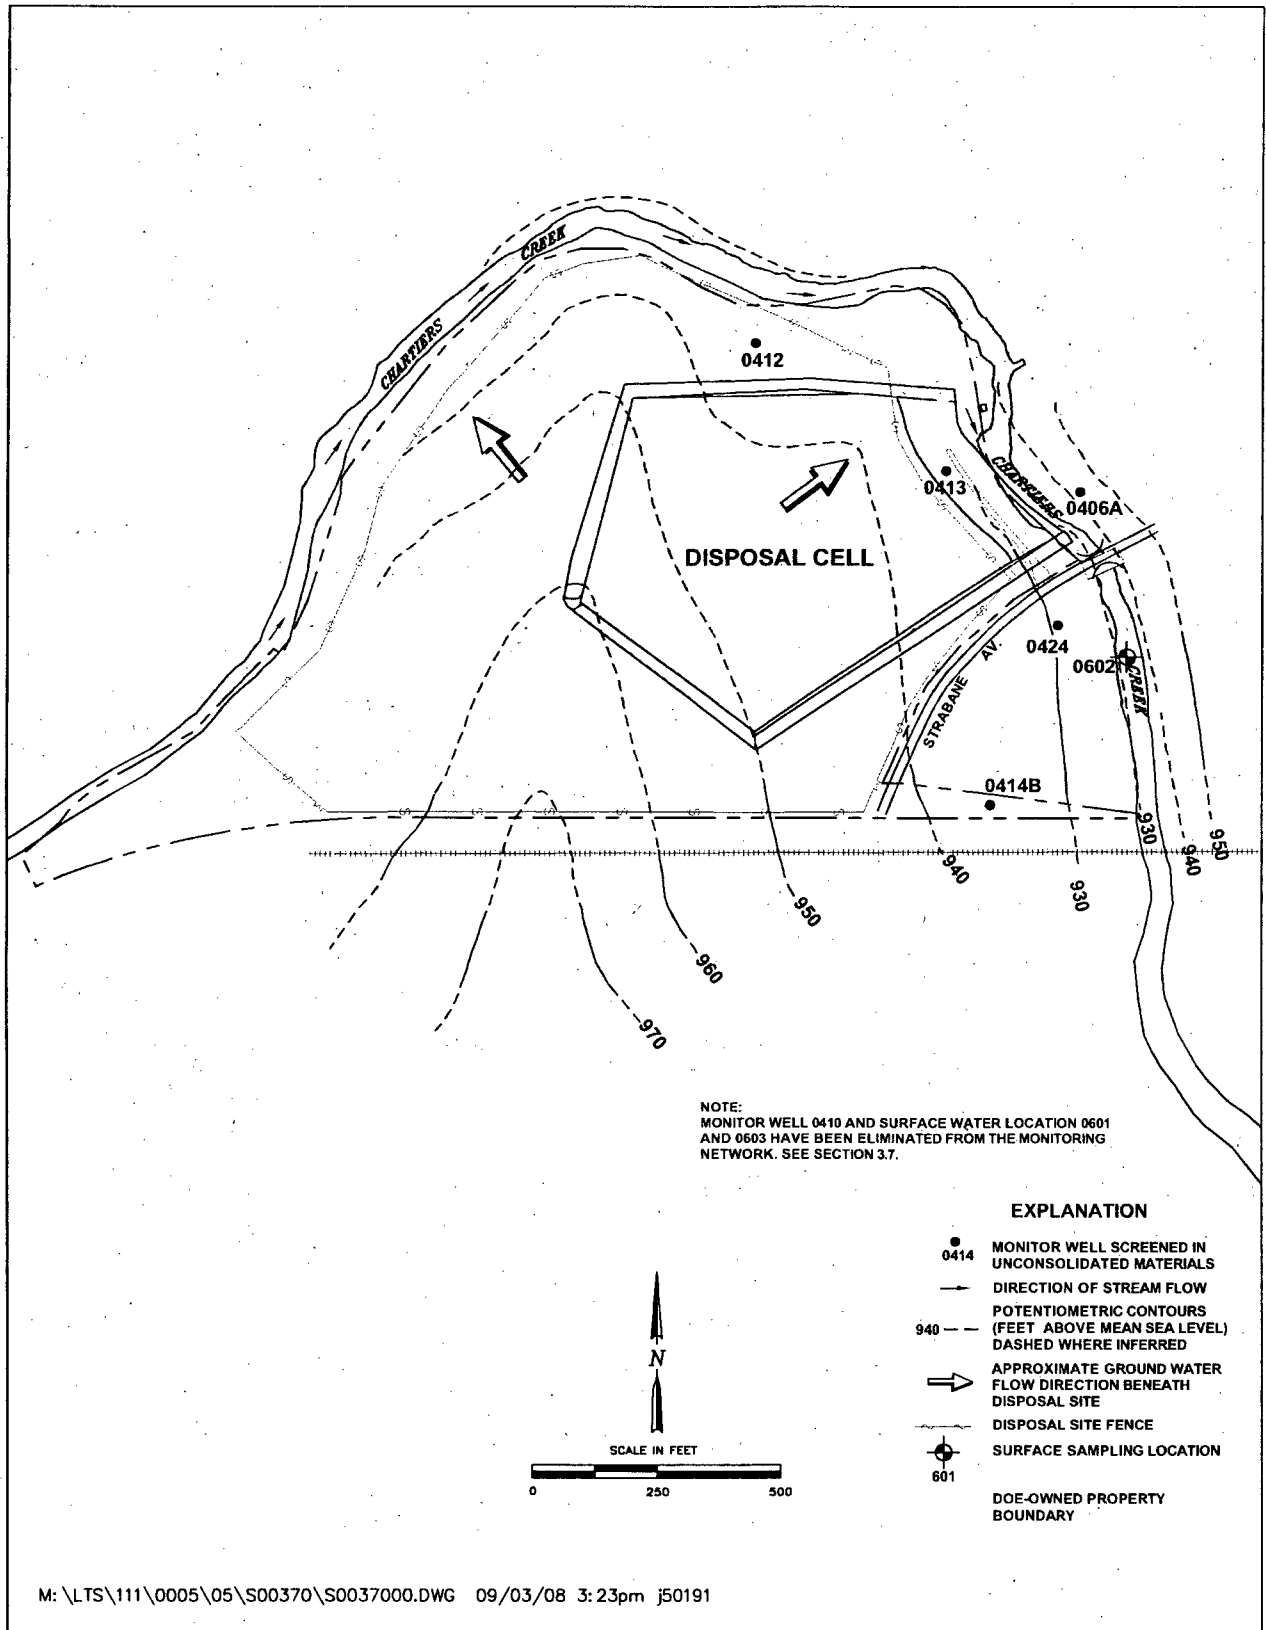 CREEK
CHARTIERS
0412
0413
CHARTIERS
0406A
DISPOSAL CELL
0424
0602
CREEK
STRABANE AV.
0414B
930
940
950
940
930
950
960
970
NOTE:
MONITOR WELL 0410 AND SURFACE WATER LOCATION 0601
AND 0603 HAVE BEEN ELIMINATED FROM THE MONITORING
NETWORK. SEE SECTION 3.7.
EXPLANATION
0414
MONITOR WELL SCREENED IN
UNCONSOLIDATED MATERIALS
DIRECTION OF STREAM FLOW
940
POTENTIOMETRIC CONTOURS
(FEET ABOVE MEAN SEA LEVEL)
DASHED WHERE INFERRED
APPROXIMATE GROUND WATER
FLOW DIRECTION BENEATH
DISPOSAL SITE
DISPOSAL SITE FENCE
601
SURFACE SAMPLING LOCATION
DOE-OWNED PROPERTY
BOUNDARY
N
SCALE IN FEET
0 250 500
M:\LTS\111\0005\05\S00370\S0037000.DWG 09/03/08 3:23pm j50191